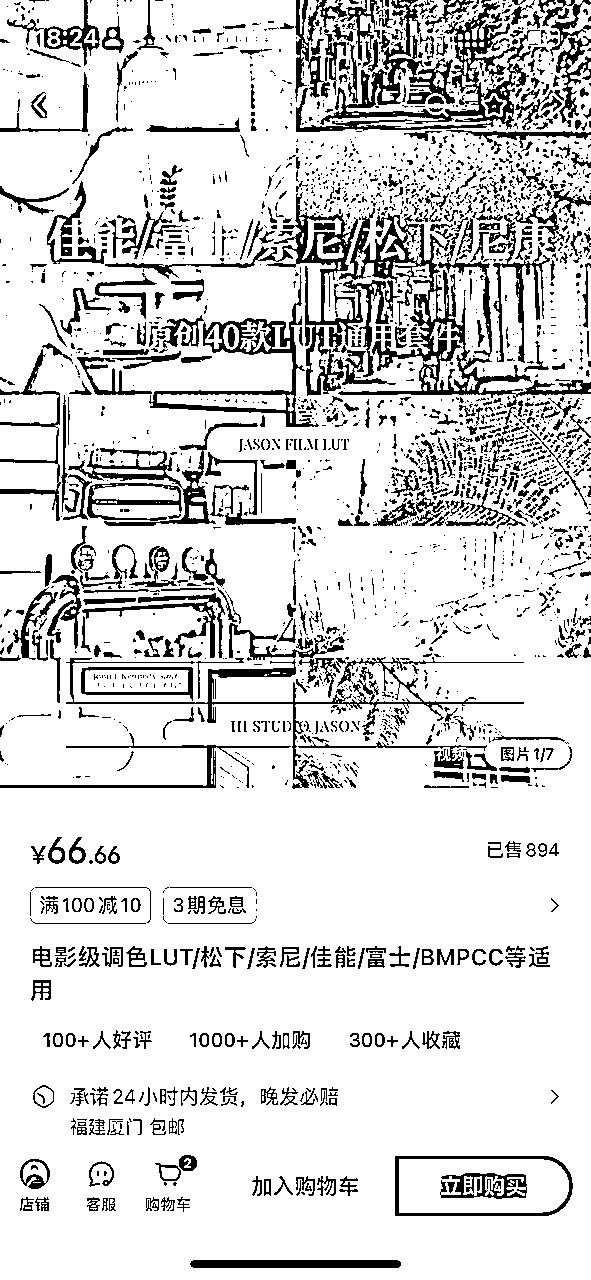 18:24
佳能/富士/索尼/松下/尼康
原创40款LUT通用套件
JASON FILM LUT
III STUDIO JASON
视频
图片1/7
¥66.66
已售894
满100减10
3期免息
电影级调色LUT/松下/索尼/佳能/富士/BMPCC等适
用
100+人好评
1000+人加购
300+人收藏
承诺24小时内发货，晚发必赔
福建厦门 包邮
2
店铺
客服
购物车
加入购物车
立即购买